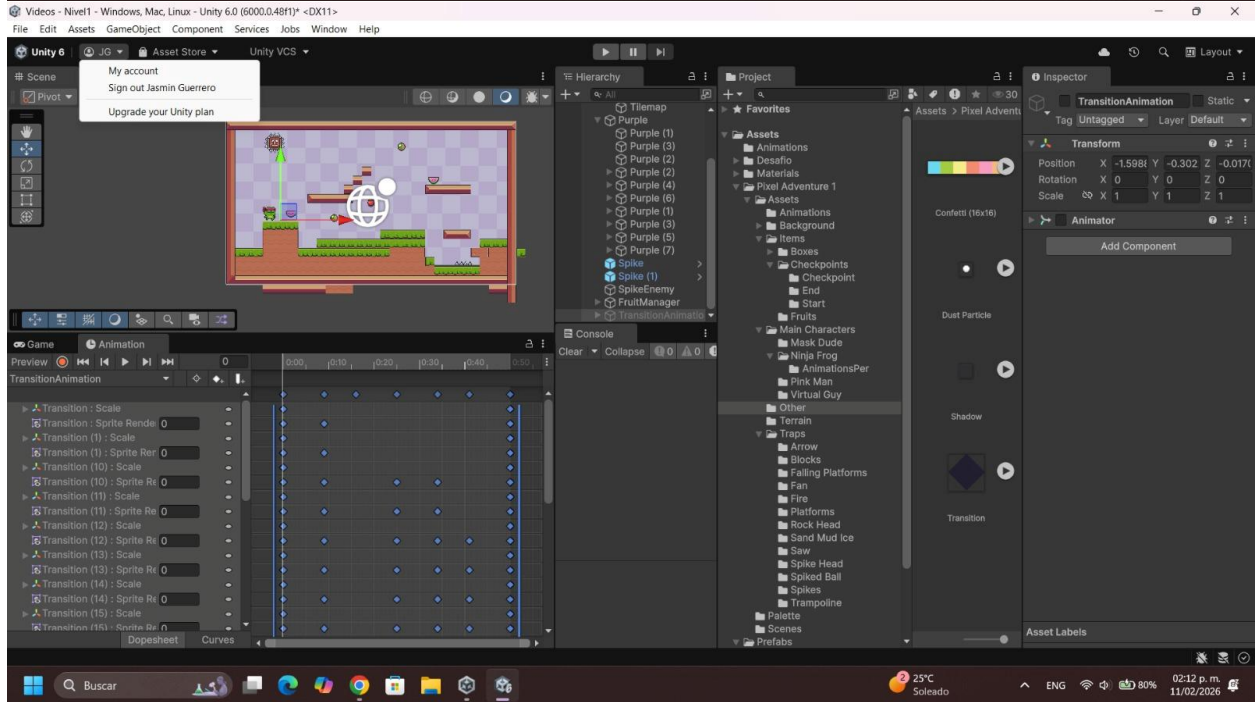 Videos - Nivel1 - Windows, Mac, Linux - Unity 6.0 (6000.0.48f1)* <DX11>
File Edit Assets GameObject Component Services Jobs Window Help
Unity 6 JG Asset Store Unity VCS Layout
My account
Sign out Jasmin Guerrero
Upgrade your Unity plan
Scene
Pivot
Hierarchy
All
Tilemap
Purple
Purple (1)
Purple (3)
Purple (2)
Purple (2)
Purple (4)
Purple (6)
Purple (1)
Purple (3)
Purple (5)
Purple (7)
Spike
Spike (1)
SpikeEnemy
FruitManager
TransitionAnimatio
Console
Clear Collapse 0 0
Project
30
Favorites
Assets
Animations
Desafio
Materials
Pixel Adventure 1
Assets
Animations
Background
Items
Boxes
Checkpoints
Checkpoint
End
Start
Fruits
Main Characters
Mask Dude
Ninja Frog
AnimationsPer
Pink Man
Virtual Guy
Other
Terrain
Traps
Arrow
Blocks
Falling Platforms
Fan
Fire
Platforms
Rock Head
Sand Mud Ice
Saw
Spike Head
Spiked Ball
Spikes
Trampoline
Palette
Scenes
Prefabs
Assets > Pixel Adventu
Confetti (16x16)
Dust Particle
Shadow
Transition
Inspector
TransitionAnimation Static
Tag Untagged Layer Default
Transform
Position X -1.5988 Y -0.302 Z -0.0170
Rotation X 0 Y 0 Z 0
Scale X 1 Y 1 Z 1
Animator
Add Component
Asset Labels
Game Animation
Preview 0 0:00 0:10 0:20 0:30 0:40 0:50
TransitionAnimation
Transition : Scale
Transition : Sprite Rende 0
Transition (1) : Scale
Transition (1) : Sprite Rer 0
Transition (10) : Scale
Transition (10) : Sprite Re 0
Transition (11) : Scale
Transition (11) : Sprite Re 0
Transition (12) : Scale
Transition (12) : Sprite Re 0
Transition (13) : Scale
Transition (13) : Sprite Re 0
Transition (14) : Scale
Transition (14) : Sprite Re 0
Transition (15) : Scale
Transition (15) : Sprite Re 0
Dopesheet Curves
Buscar
2
25°C
Soleado
ENG 80%
02:12 p. m.
11/02/2026